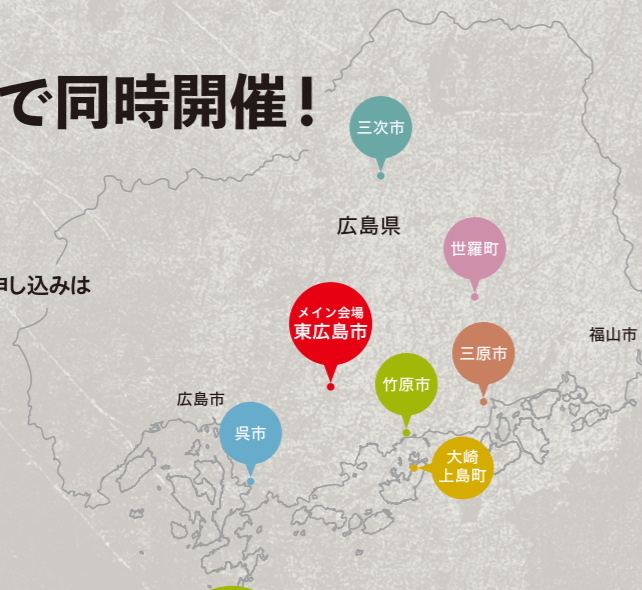 で同時開催！
三次市
広島県
世羅町
申し込みは
メイン会場
東広島市
福山市
三原市
竹原市
広島市
呉市
大崎
上島町